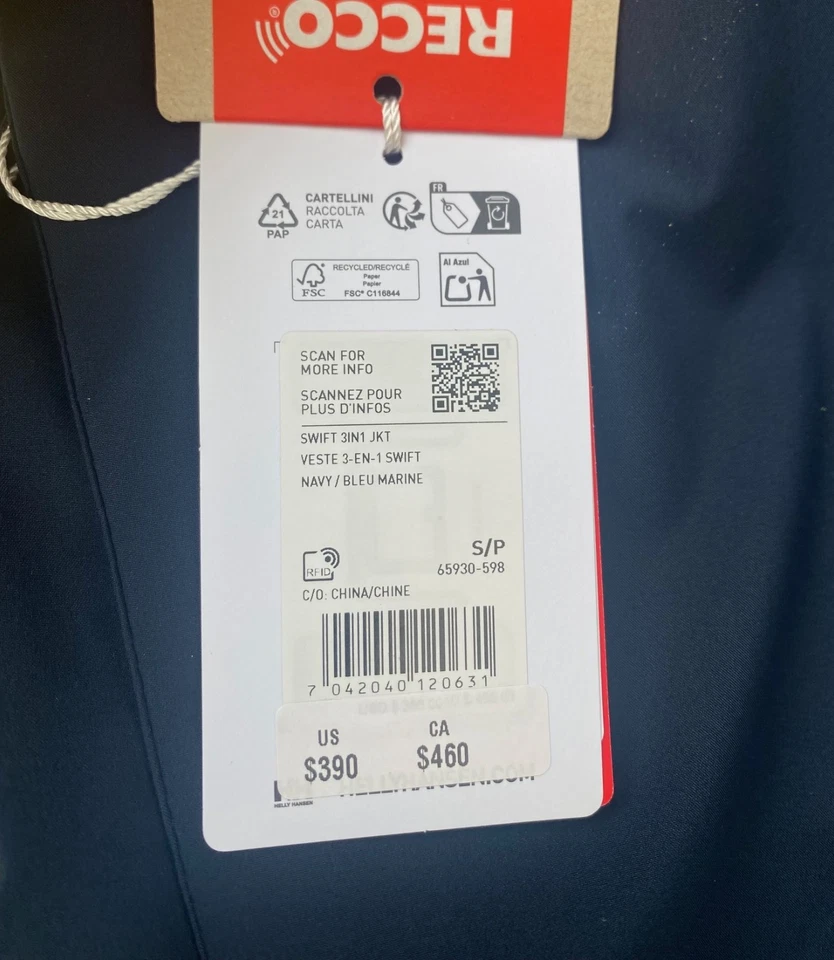 RECCO®
21
PAP
CARTELLINI
RACCOLTA
CARTA
FR
FSC
RECYCLED/RECYCLÉ
Paper
Papier
FSC® C116844
Al Azul
SCAN FOR
MORE INFO
SCANNEZ POUR
PLUS D'INFOS
SWIFT 3IN1 JKT
VESTE 3-EN-1 SWIFT
NAVY / BLEU MARINE
RFID
S/P
65930-598
C/O: CHINA/CHINE
7 042040 120631
US CA
$390 $460
HELLYHANSEN.COM
HELLY HANSEN